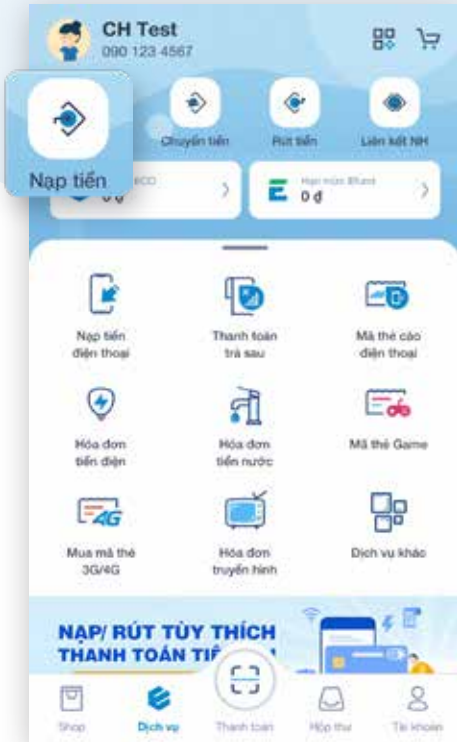 CH Test
090 123 4567
Nạp tiền
Chuyển tiền
Rút tiền
Liên kết NH
0 đ
0 đ
Nạp tiền
điện thoại
Thanh toán
trả sau
Mã thẻ cào
điện thoại
Hóa đơn
tiền điện
Hóa đơn
tiền nước
Mã thẻ Game
4G
Mua mã thẻ
3G/4G
Hóa đơn
truyền hình
Dịch vụ khác
NẠP/ RÚT TÙY THÍCH
THANH TOÁN
Shop
Dịch vụ
Thanh toán
Hộp thư
Tài khoản